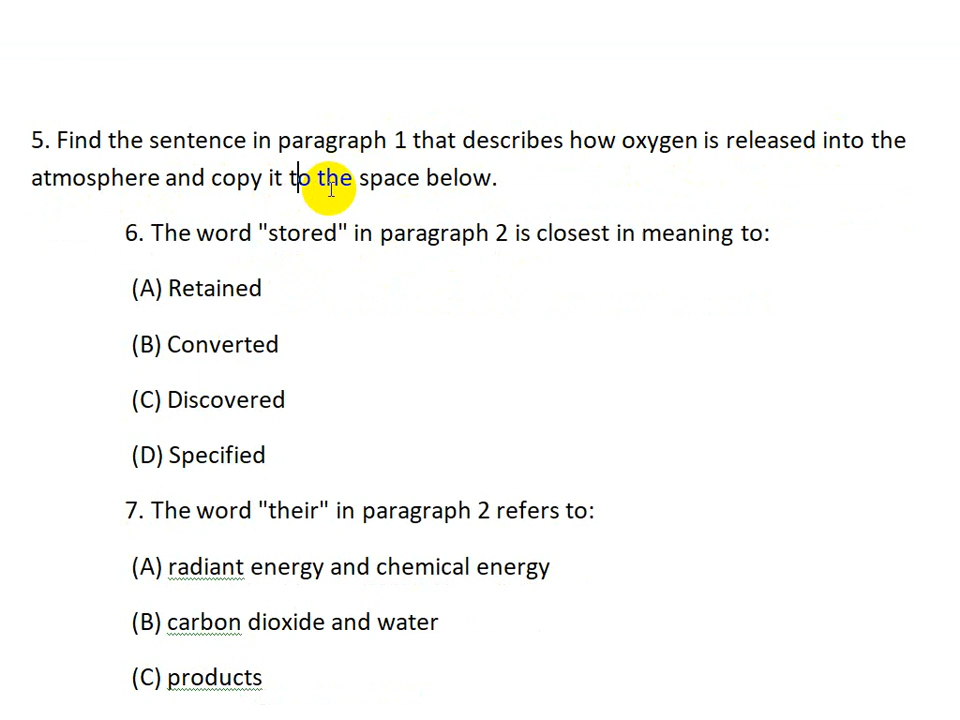 5. Find the sentence in paragraph 1 that describes how oxygen is released into the
atmosphere and copy it to the space below.
6. The word "stored" in paragraph 2 is closest in meaning to:
(A) Retained
(B) Converted
(C) Discovered
(D) Specified
7. The word "their" in paragraph 2 refers to:
(A) radiant energy and chemical energy
(B) carbon dioxide and water
(C) products